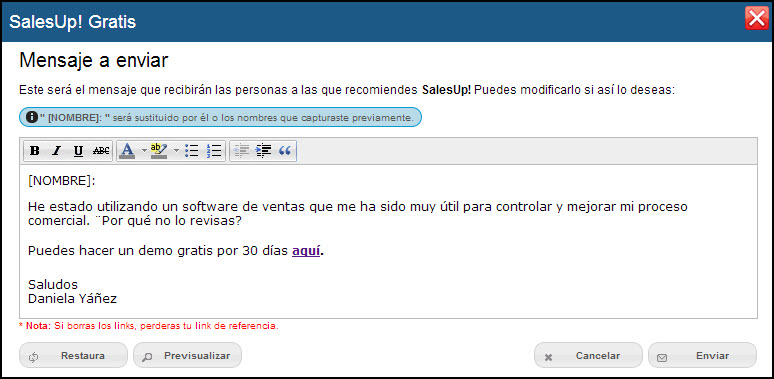 SalesUp! Gratis
Mensaje a enviar
Este será el mensaje que recibirán las personas a las que recomiendes SalesUp! Puedes modificarlo si así lo deseas:
" [NOMBRE]: " será sustituido por él o los nombres que capturaste previamente.
B I U ABC A ab
[NOMBRE]:
He estado utilizando un software de ventas que me ha sido muy útil para controlar y mejorar mi proceso
comercial. ¨Por qué no lo revisas?
Puedes hacer un demo gratis por 30 días aquí.
Saludos
Daniela Yáñez
* Nota: Si borras los links, perderas tu link de referencia.
Restaura Previsualizar Cancelar Enviar